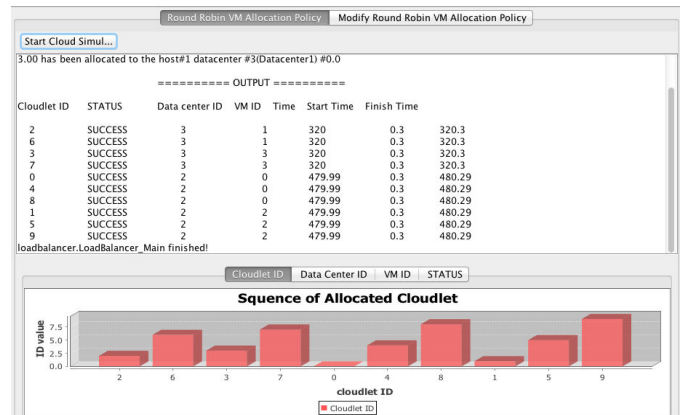 Round Robin VM Allocation Policy Modify Round Robin VM Allocation Policy
Start Cloud Simul...
3.00 has been allocated to the host#1 datacenter #3(Datacenter1) #0.0
========== OUTPUT ==========
Cloudlet ID STATUS Data center ID VM ID Time Start Time Finish Time
2 SUCCESS 3 1 320 0.3 320.3
6 SUCCESS 3 1 320 0.3 320.3
3 SUCCESS 3 3 320 0.3 320.3
7 SUCCESS 3 3 320 0.3 320.3
0 SUCCESS 2 0 479.99 0.3 480.29
4 SUCCESS 2 0 479.99 0.3 480.29
8 SUCCESS 2 0 479.99 0.3 480.29
1 SUCCESS 2 2 479.99 0.3 480.29
5 SUCCESS 2 2 479.99 0.3 480.29
9 SUCCESS 2 2 479.99 0.3 480.29
loadbalancer.LoadBalancer_Main finished!
Cloudlet ID Data Center ID VM ID STATUS
Squence of Allocated Cloudlet
ID value
7.5
5.0
2.5
0.0
2 6 3 7 0 4 8 1 5 9
cloudlet ID
Cloudlet ID